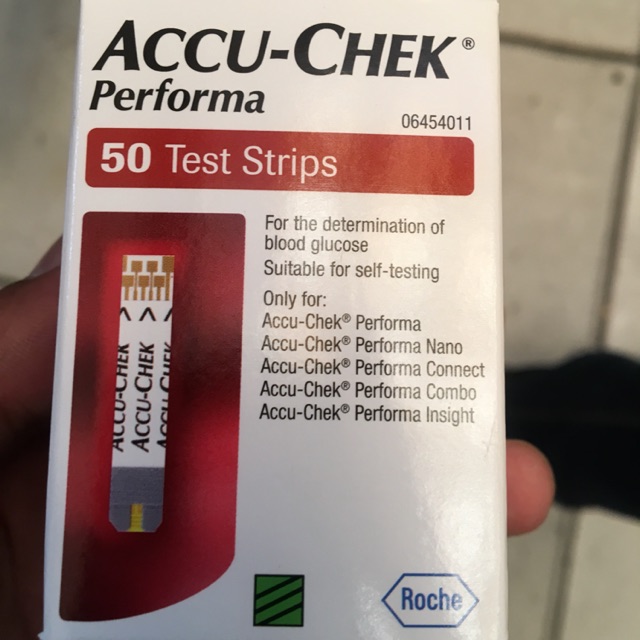 ACCU-CHEK®
Performa
06454011
50 Test Strips
For the determination of
blood glucose
Suitable for self-testing
Only for:
Accu-Chek® Performa
Accu-Chek® Performa Nano
Accu-Chek® Performa Connect
Accu-Chek® Performa Combo
Accu-Chek® Performa Insight
ACCU-CHEK >
ACCU-CHEK >
ACCU-CHEK
Roche